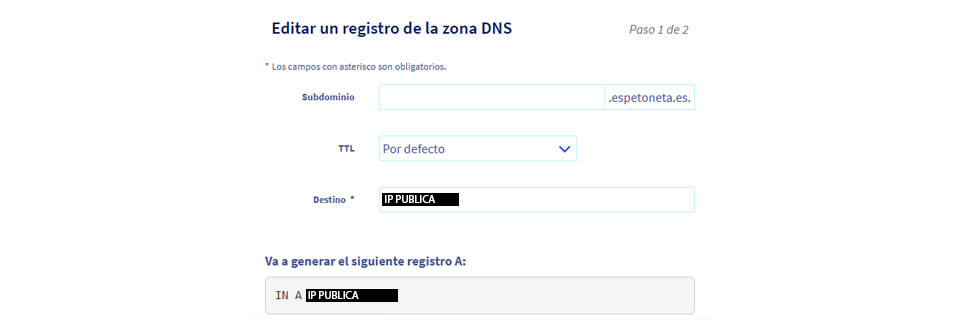 Editar un registro de la zona DNS
Paso 1 de 2
* Los campos con asterisco son obligatorios.
Subdominio .espetoneta.es.
TTL Por defecto
Destino * IP PUBLICA
Va a generar el siguiente registro A:
IN A IP PUBLICA